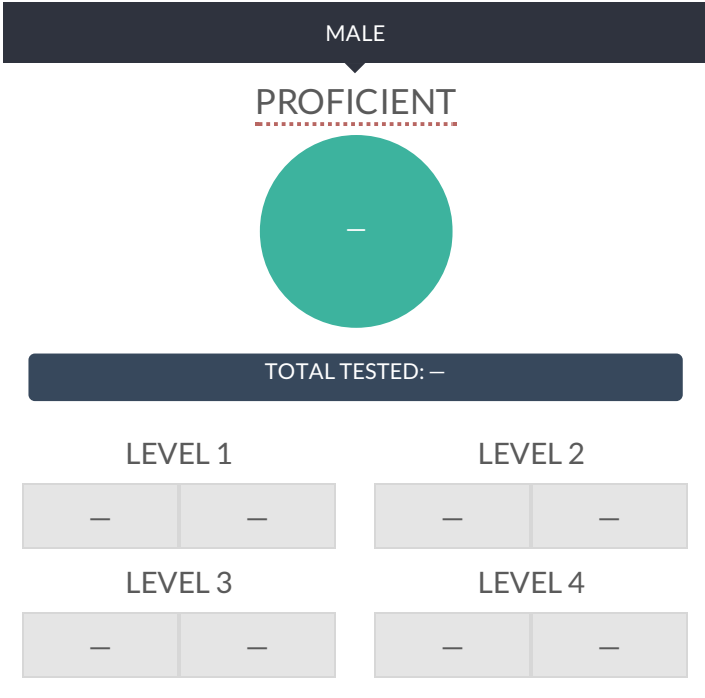 MALE
PROFICIENT
—
TOTAL TESTED: —
LEVEL 1 LEVEL 2
— — — —
LEVEL 3 LEVEL 4
— — — —